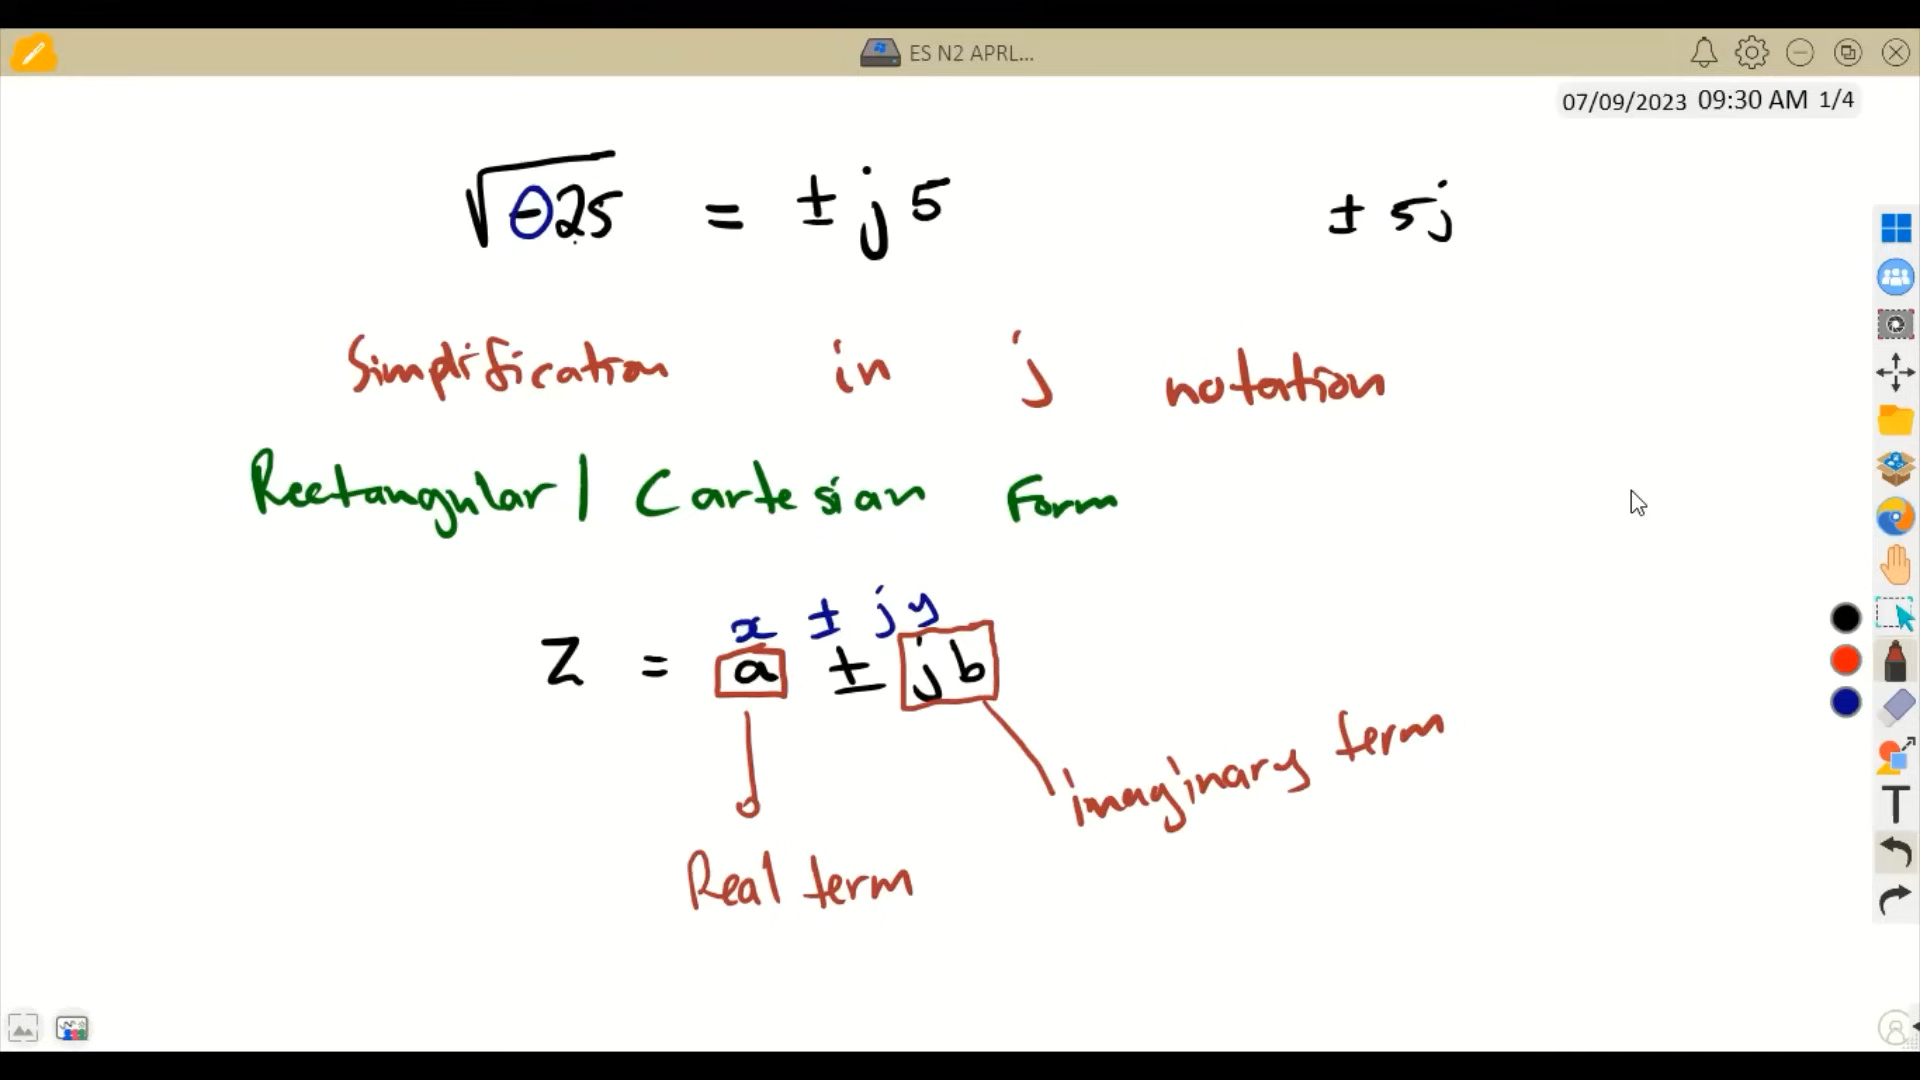 ES N2 APRL...
07/09/2023 09:30 AM 1/4
√-25 = ± j5 ± 5j
Simplification in j notation
Rectangular | Cartesian Form
x ± jy
Z = a ± jb
imaginary term
Real term
T